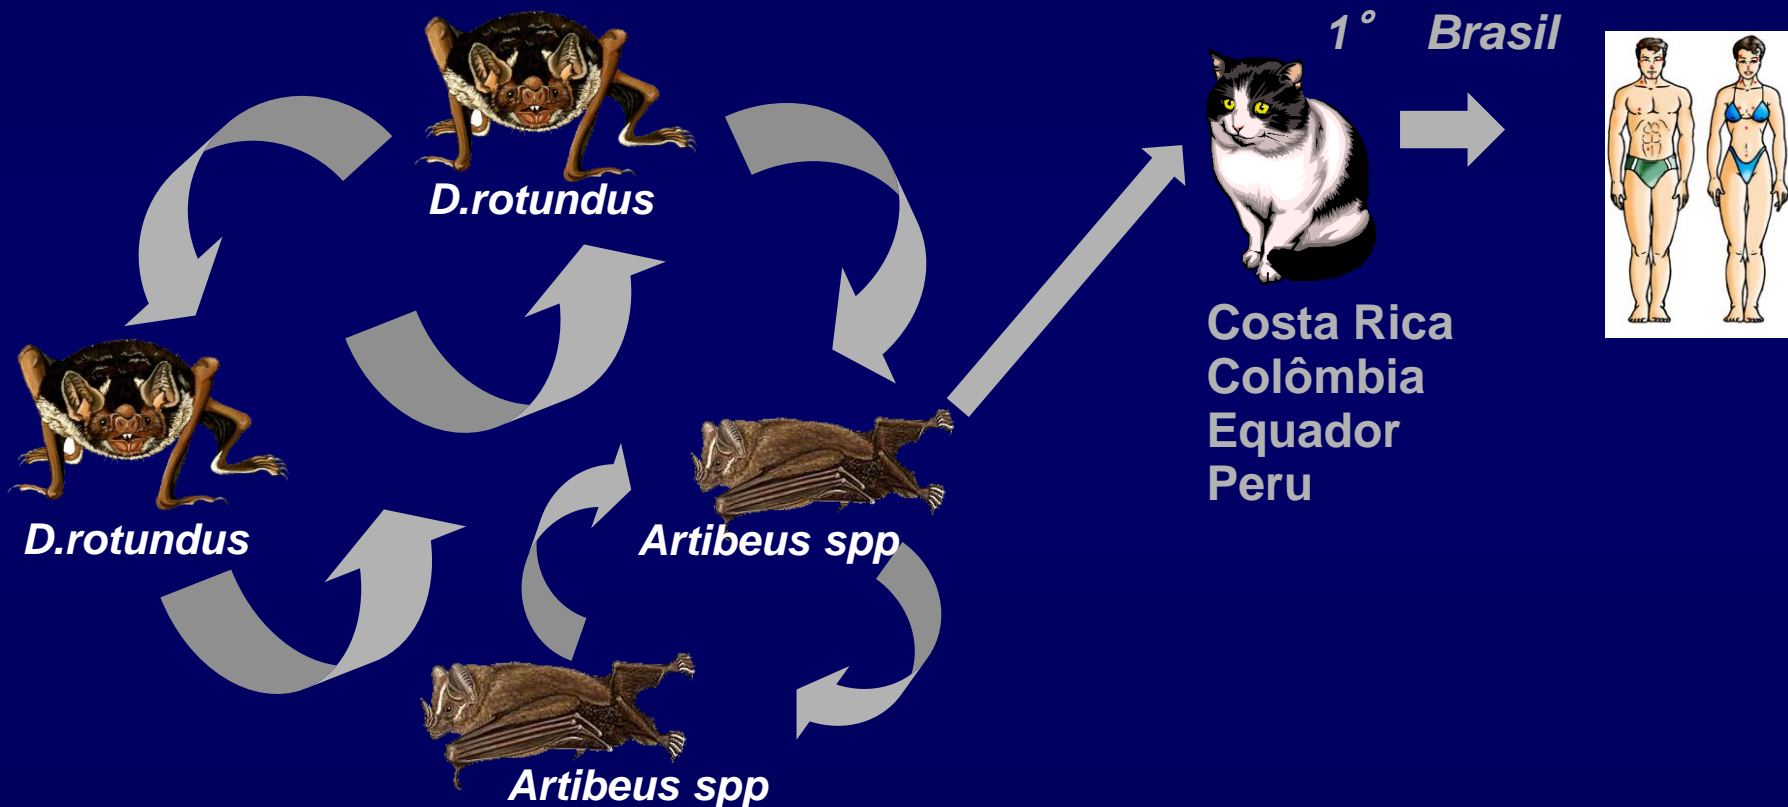 1° Brasil
D.rotundus
Costa Rica
Colômbia
Equador
Peru
D.rotundus
Artibeus spp
Artibeus spp